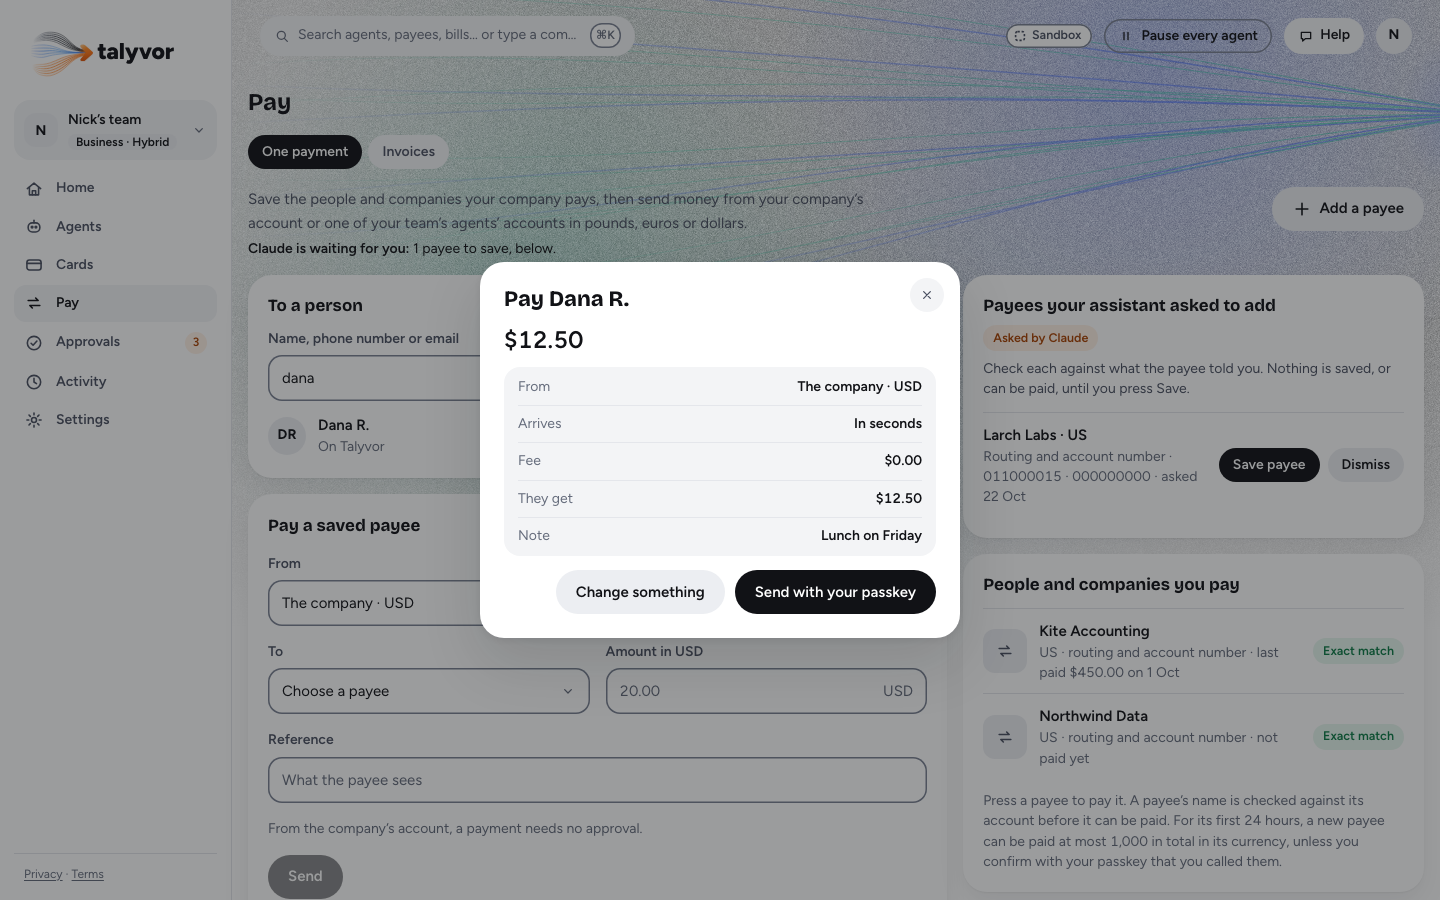 talyvor
Search agents, payees, bills... or type a com...
⌘K
Sandbox
Pause every agent
Help
N
N
Nick's team
Business · Hybrid
Home
Agents
Cards
Pay
Approvals
3
Activity
Settings
Privacy · Terms
Pay
One payment
Invoices
Save the people and companies your company pays, then send money from your company's
account or one of your team's agents' accounts in pounds, euros or dollars.
Claude is waiting for you: 1 payee to save, below.
Add a payee
To a person
Name, phone number or email
dana
DR
Dana R.
On Talyvor
Pay a saved payee
From
The company · USD
To
Choose a payee
Amount in USD
20.00
USD
Reference
What the payee sees
From the company's account, a payment needs no approval.
Send
Pay Dana R.
$12.50
From
The company · USD
Arrives
In seconds
Fee
$0.00
They get
$12.50
Note
Lunch on Friday
Change something
Send with your passkey
Payees your assistant asked to add
Asked by Claude
Check each against what the payee told you. Nothing is saved, or
can be paid, until you press Save.
Larch Labs · US
Routing and account number ·
011000015 · 000000000 · asked
22 Oct
Save payee
Dismiss
People and companies you pay
Kite Accounting
US · routing and account number · last
paid $450.00 on 1 Oct
Exact match
Northwind Data
US · routing and account number · not
paid yet
Exact match
Press a payee to pay it. A payee's name is checked against its
account before it can be paid. For its first 24 hours, a new payee
can be paid at most 1,000 in total in its currency, unless you
confirm with your passkey that you called them.